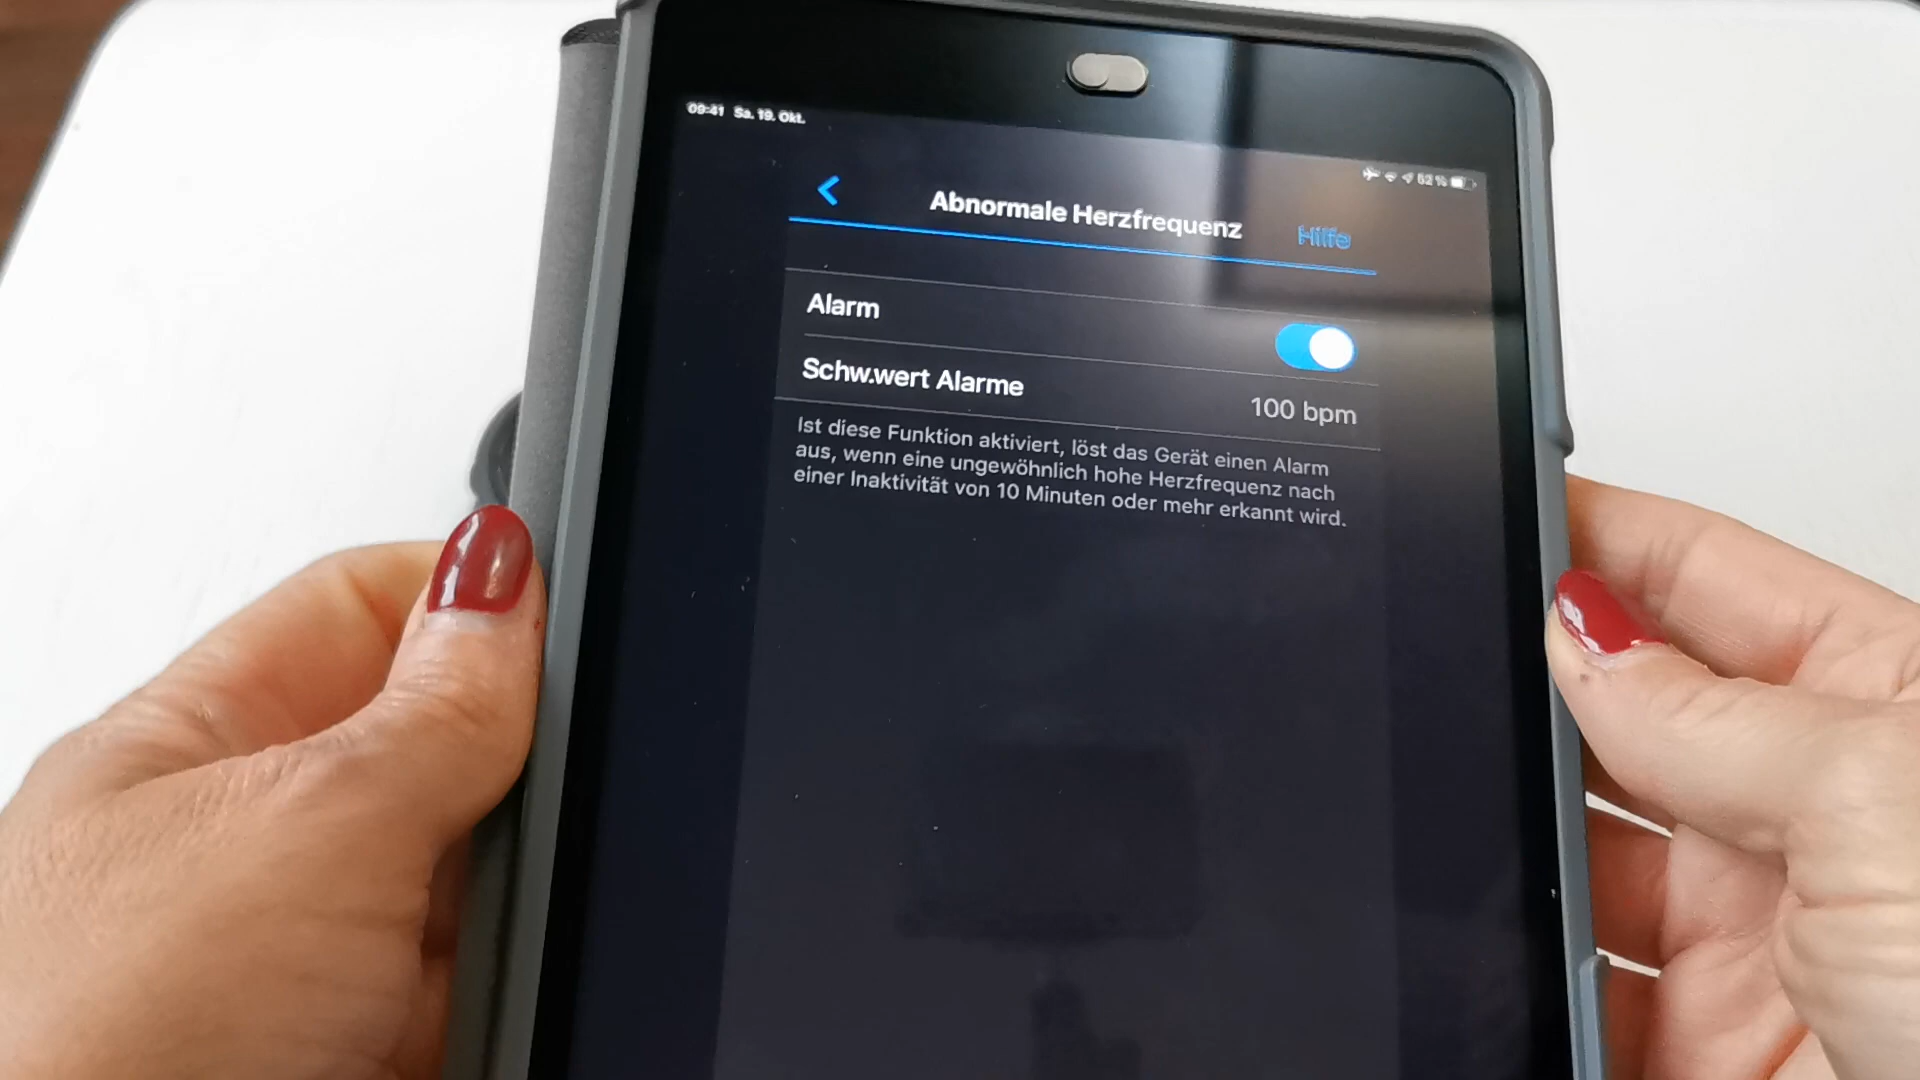 09:41 Sa. 19. Okt.
52 %
Abnormale Herzfrequenz
Hilfe
Alarm
Schw.wert Alarme
100 bpm
Ist diese Funktion aktiviert, löst das Gerät einen Alarm
aus, wenn eine ungewöhnlich hohe Herzfrequenz nach
einer Inaktivität von 10 Minuten oder mehr erkannt wird.